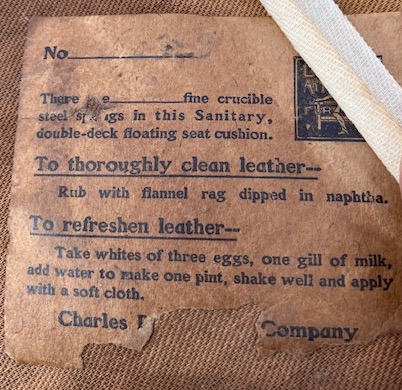 No
There fine crucible
steel in this Sanitary,
double-deck floating seat cushion.
To thoroughly clean leather--
Rub with flannel rag dipped in naphtha.
To refreshen leather--
Take whites of three eggs, one gill of milk,
add water to make one pint, shake well and apply
with a soft cloth.
Charles Company